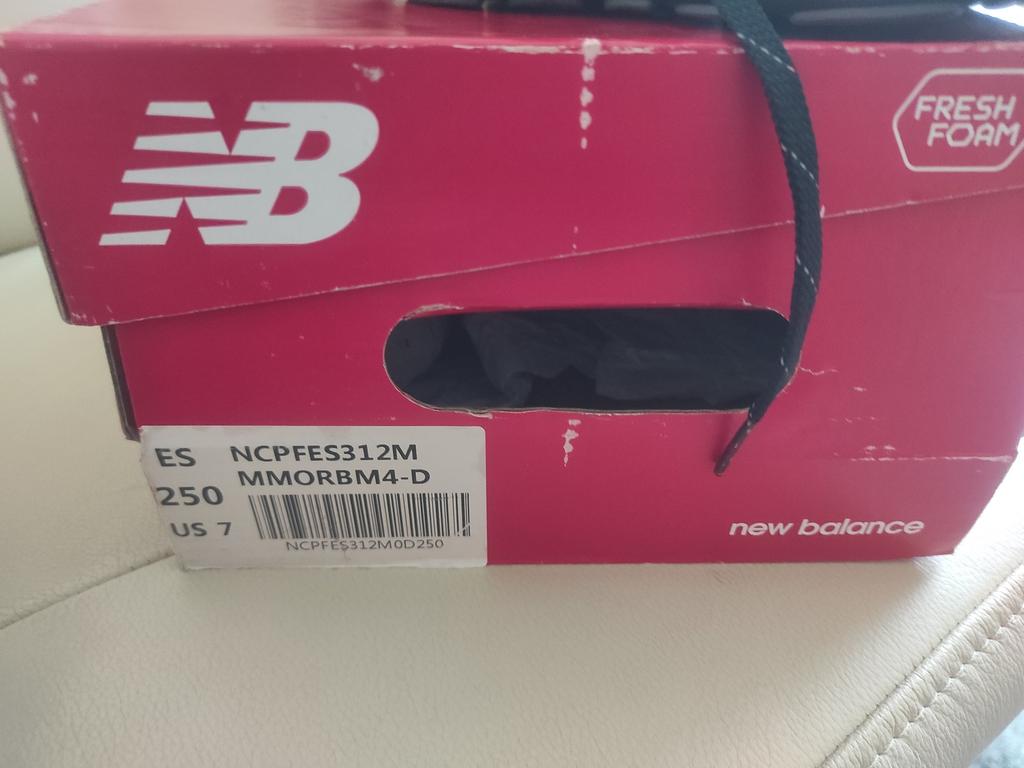 NB
FRESH
FOAM
ES NCPFES312M
MMORBM4-D
250
US 7
NCPFES312M0D250
new balance